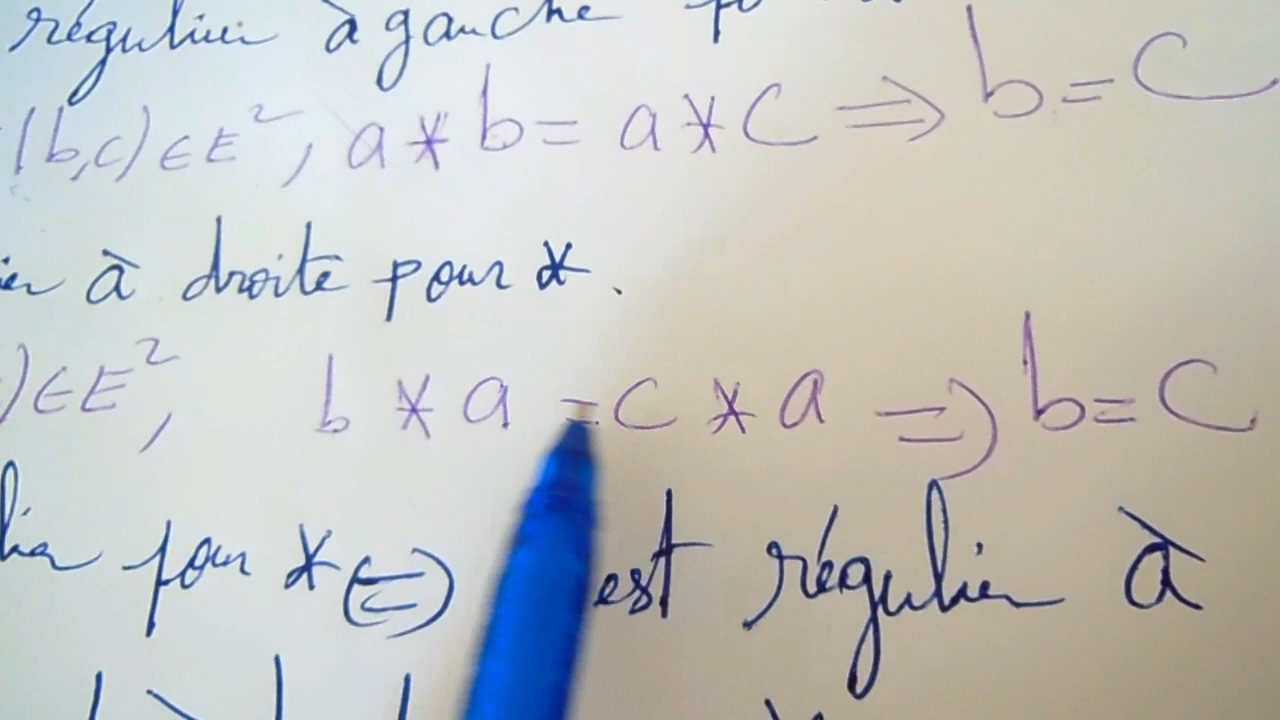 régulier à gauche
(b,c) ∈ E², a * b = a * c ⇒ b = c
à droite pour *.
) ∈ E², b * a = c * a ⇒ b = c
pour * ⇔ est régulier à